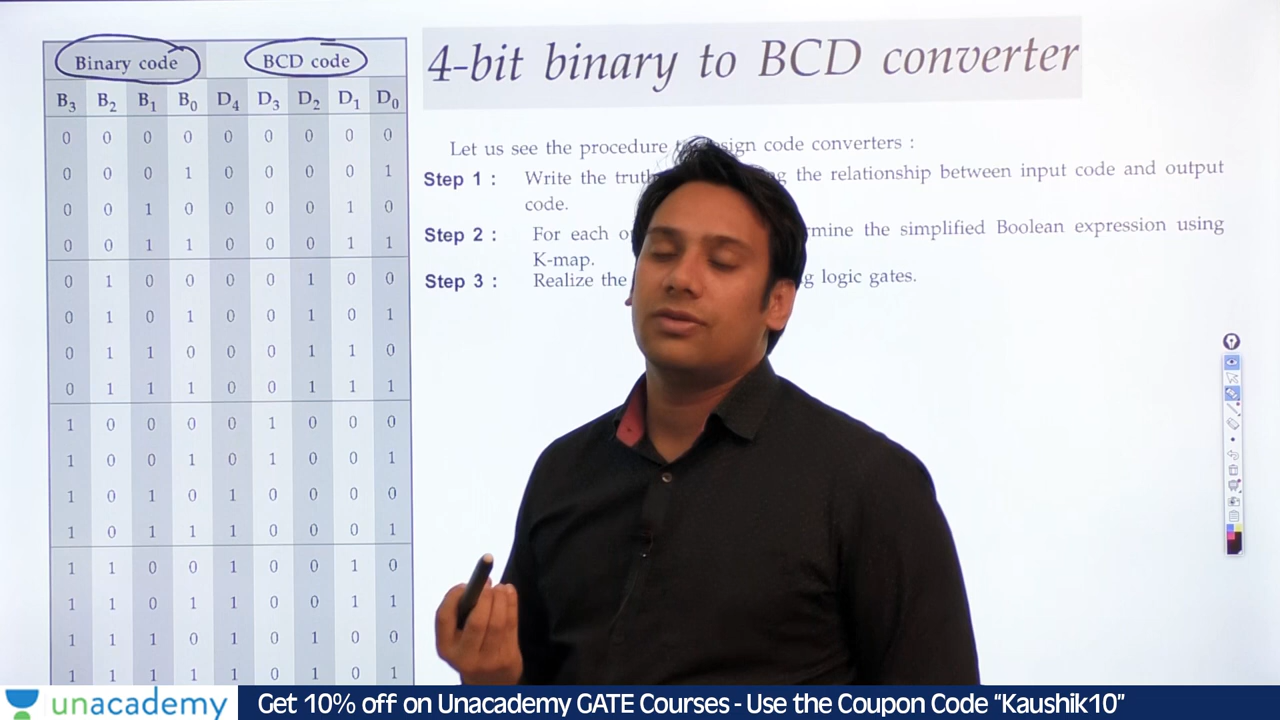 Binary code BCD code
B3 B2 B1 B0 D4 D3 D2 D1 D0
0 0 0 0 0 0 0 0 0
0 0 0 1 0 0 0 0 1
0 0 1 0 0 0 0 1 0
0 0 1 1 0 0 0 1 1
0 1 0 0 0 0 1 0 0
0 1 0 1 0 0 1 0 1
0 1 1 0 0 0 1 1 0
0 1 1 1 0 0 1 1 1
1 0 0 0 0 1 0 0 0
1 0 0 1 0 1 0 0 1
1 0 1 0 1 0 0 0 0
1 0 1 1 1 0 0 0 1
1 1 0 0 1 0 0 1 0
1 1 0 1 1 0 0 1 1
1 1 1 0 1 0 1 0 0
1 1 1 1 1 0 1 0 1
4-bit binary to BCD converter
Let us see the procedure design code converters :
Step 1 : Write the truth the relationship between input code and output
code.
Step 2 : For each the simplified Boolean expression using
K-map.
Step 3 : Realize the logic gates.
unacademy
Get 10% off on Unacademy GATE Courses - Use the Coupon Code "Kaushik10"